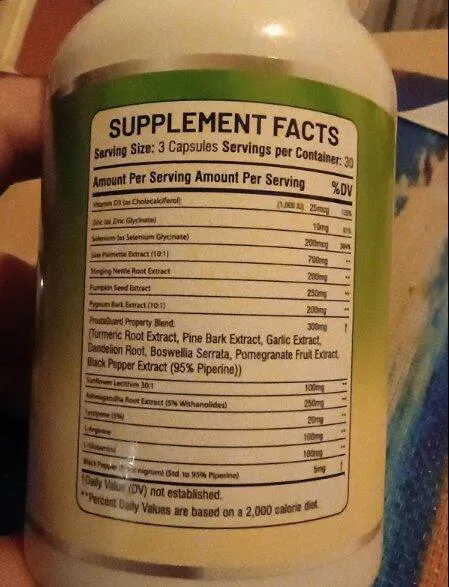 SUPPLEMENT FACTS
Serving Size: 3 Capsules Servings per Container: 30
Amount Per Serving Amount Per Serving %DV
Vitamin D3 (as Cholecalciferol) (1,000 IU) 25mcg
Zinc (as Zinc Glycinate) 10mg 91%
Selenium (as Selenium Glycinate) 200mcg 364%
Saw Palmetto Extract (10:1) 700mg **
Stinging Nettle Root Extract 200mg **
Pumpkin Seed Extract 250mg **
Pygeum Bark Extract (10:1) 200mg **
ProstaGuard Property Blend: 300mg †
(Turmeric Root Extract, Pine Bark Extract, Garlic Extract,
Dandelion Root, Boswellia Serrata, Pomegranate Fruit Extract,
Black Pepper Extract (95% Piperine))
Sunflower Lecithim 30:1 100mg **
Ashwagandha Root Extract (5% Withanolides) 250mg **
Lycopene (5%) 20mg **
L-Arginine 100mg **
L-Glutamine 100mg **
Black Pepper nigrum) (Std. to 95% Piperine) 5mg †
†Daily Value (DV) not established.
**Percent Daily Values are based on a 2,000 calorie diet.